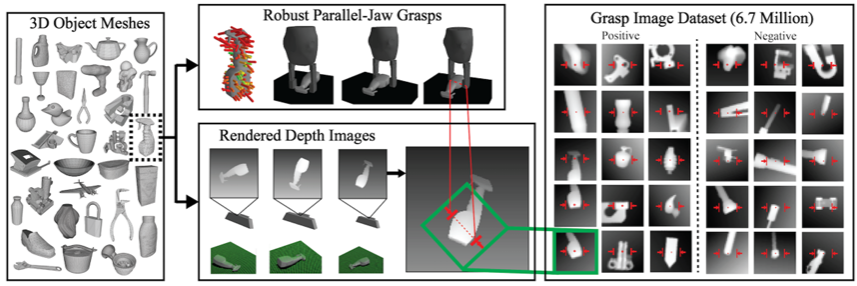 3D Object Meshes
Robust Parallel-Jaw Grasps
Rendered Depth Images
Grasp Image Dataset (6.7 Million)
Positive
Negative